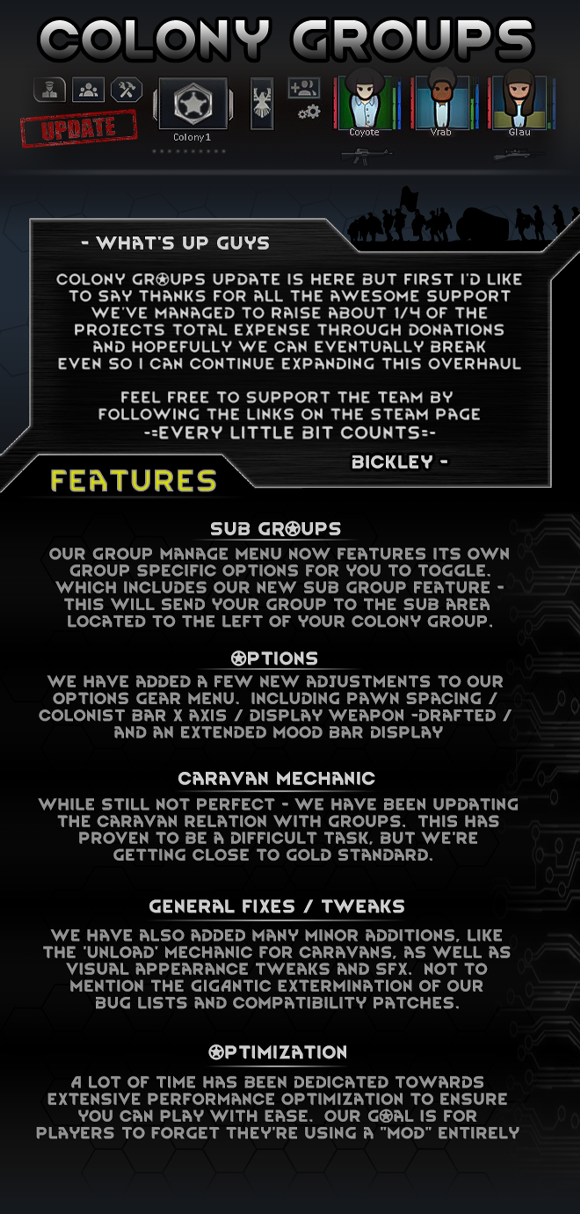 COLONY GROUPS
UPDATE
Colony1
Coyote
Vrab
Glau
- WHAT'S UP GUYS
COLONY GROUPS UPDATE IS HERE BUT FIRST I'D LIKE
TO SAY THANKS FOR ALL THE AWESOME SUPPORT
WE'VE MANAGED TO RAISE ABOUT 1/4 OF THE
PROJECTS TOTAL EXPENSE THROUGH DONATIONS
AND HOPEFULLY WE CAN EVENTUALLY BREAK
EVEN SO I CAN CONTINUE EXPANDING THIS OVERHAUL
FEEL FREE TO SUPPORT THE TEAM BY
FOLLOWING THE LINKS ON THE STEAM PAGE
-=EVERY LITTLE BIT COUNTS=-
BICKLEY -
FEATURES
SUB GROUPS
OUR GROUP MANAGE MENU NOW FEATURES ITS OWN
GROUP SPECIFIC OPTIONS FOR YOU TO TOGGLE.
WHICH INCLUDES OUR NEW SUB GROUP FEATURE -
THIS WILL SEND YOUR GROUP TO THE SUB AREA
LOCATED TO THE LEFT OF YOUR COLONY GROUP.
OPTIONS
WE HAVE ADDED A FEW NEW ADJUSTMENTS TO OUR
OPTIONS GEAR MENU. INCLUDING PAWN SPACING /
COLONIST BAR X AXIS / DISPLAY WEAPON -DRAFTED /
AND AN EXTENDED MOOD BAR DISPLAY
CARAVAN MECHANIC
WHILE STILL NOT PERFECT - WE HAVE BEEN UPDATING
THE CARAVAN RELATION WITH GROUPS. THIS HAS
PROVEN TO BE A DIFFICULT TASK, BUT WE'RE
GETTING CLOSE TO GOLD STANDARD.
GENERAL FIXES / TWEAKS
WE HAVE ALSO ADDED MANY MINOR ADDITIONS, LIKE
THE 'UNLOAD' MECHANIC FOR CARAVANS, AS WELL AS
VISUAL APPEARANCE TWEAKS AND SFX. NOT TO
MENTION THE GIGANTIC EXTERMINATION OF OUR
BUG LISTS AND COMPATIBILITY PATCHES.
OPTIMIZATION
A LOT OF TIME HAS BEEN DEDICATED TOWARDS
EXTENSIVE PERFORMANCE OPTIMIZATION TO ENSURE
YOU CAN PLAY WITH EASE. OUR GOAL IS FOR
PLAYERS TO FORGET THEY'RE USING A "MOD" ENTIRELY